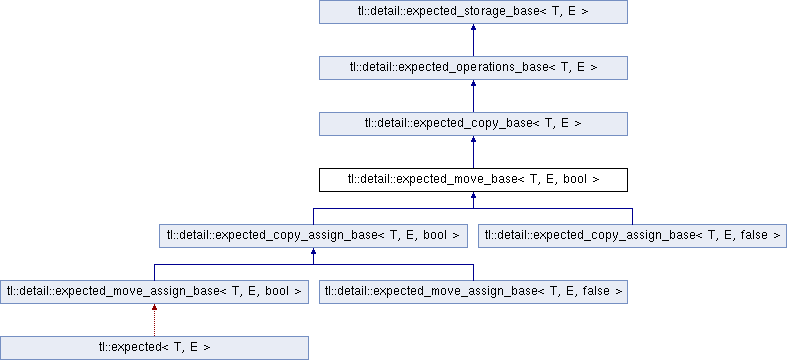 tl::detail::expected_storage_base< T, E >
tl::detail::expected_operations_base< T, E >
tl::detail::expected_copy_base< T, E >
tl::detail::expected_move_base< T, E, bool >
tl::detail::expected_copy_assign_base< T, E, bool >
tl::detail::expected_copy_assign_base< T, E, false >
tl::detail::expected_move_assign_base< T, E, bool >
tl::detail::expected_move_assign_base< T, E, false >
tl::expected< T, E >